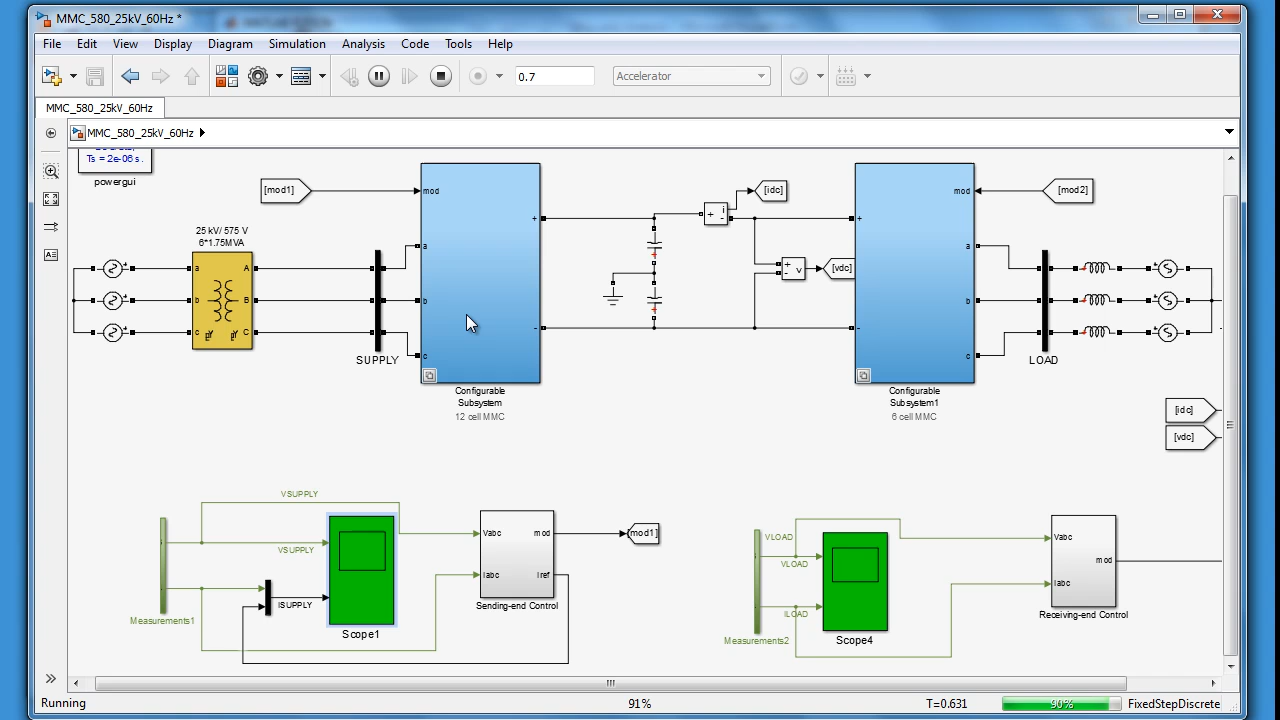 MMC_580_25kV_60Hz *
File Edit View Display Diagram Simulation Analysis Code Tools Help
0.7
Accelerator
MMC_580_25kV_60Hz
MMC_580_25kV_60Hz
Ts = 2e-06 s.
powergui
[mod1]
mod
+
a
b
c
-
Configurable
Subsystem
12 cell MMC
25 kV/ 575 V
6*1.75MVA
a
b
c
A
B
C
SUPPLY
[idc]
+
i
-
+
-
v
[vdc]
mod
[mod2]
+
a
b
-
c
Configurable
Subsystem1
6 cell MMC
LOAD
[idc]
[vdc]
VSUPPLY
VSUPPLY
ISUPPLY
Measurements1
Scope1
Vabc
mod
Iabc
Iref
Sending-end Control
[mod1]
VLOAD
VLOAD
ILOAD
Measurements2
Scope4
Vabc
mod
Iabc
Receiving-end Control
Running
91%
T=0.631
90%
FixedStepDiscrete